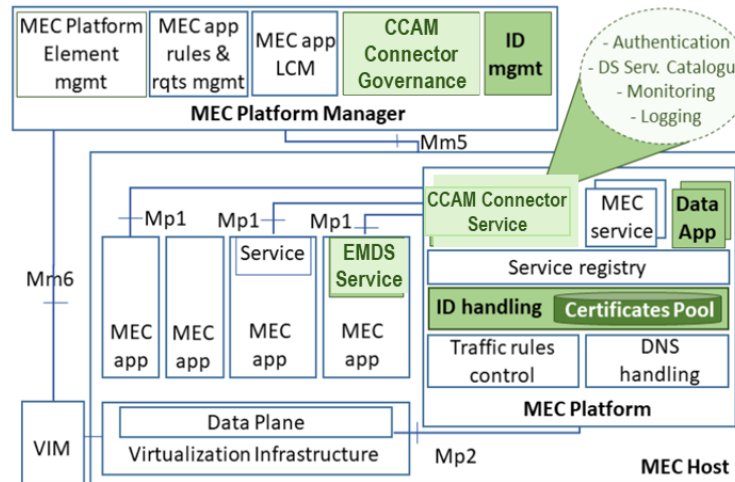 MEC Platform
Element
mgmt
MEC app
rules &
rqts mgmt
MEC app
LCM
CCAM
Connector
Governance
ID
mgmt
MEC Platform Manager
- Authentication
- DS Serv. Catalogu
- Monitoring
- Logging
Mm5
Mm6
Mp1
Mp1
Mp1
CCAM Connector
Service
MEC
service
Data
App
Service
EMDS
Service
Service registry
ID handling
Certificates Pool
MEC
app
MEC
app
MEC
app
MEC
app
Traffic rules
control
DNS
handling
MEC Platform
VIM
Data Plane
Virtualization Infrastructure
Mp2
MEC Host